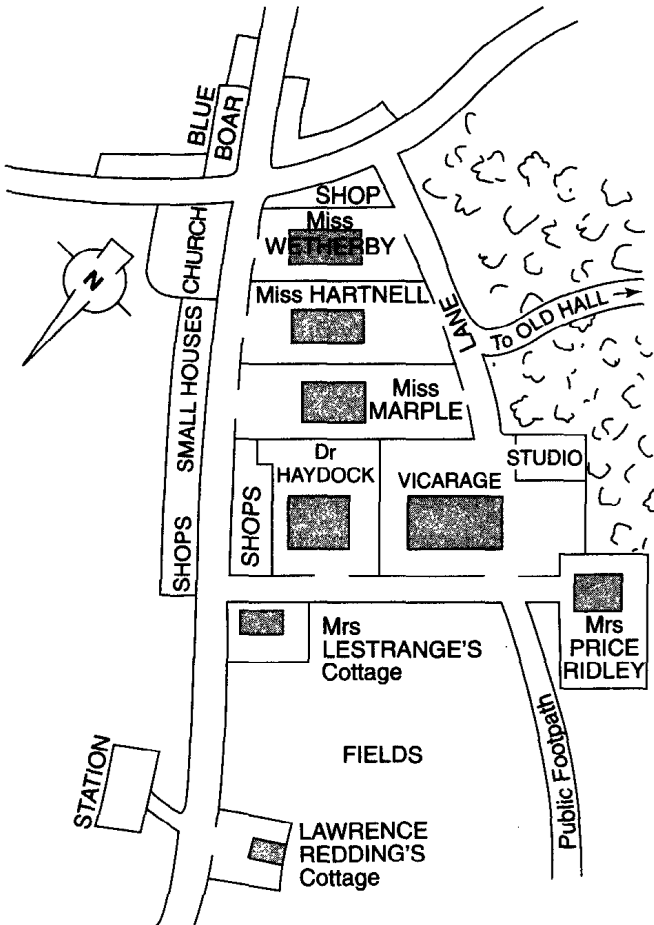 BLUE
BOAR
SHOP
Miss
WETHERBY
CHURCH
N
Miss HARTNELL
LANE
To OLD HALL →
SMALL HOUSES
Miss
MARPLE
Dr
HAYDOCK
VICARAGE
STUDIO
SHOPS
SHOPS
Mrs
LESTRANGE'S
Cottage
Mrs
PRICE
RIDLEY
Public Footpath
FIELDS
STATION
LAWRENCE
REDDING'S
Cottage